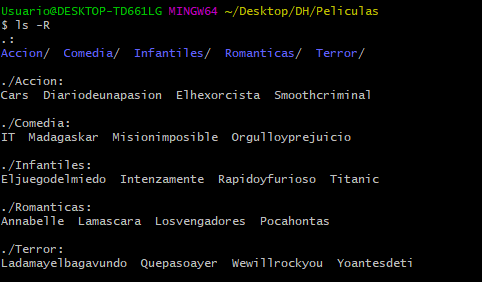 Usuario@DESKTOP-TD661LG MINGW64 ~/Desktop/DH/Peliculas
$ ls -R
.:
Accion/  Comedia/  Infantiles/  Romanticas/  Terror/

./Accion:
Cars  Diariodeunapasion  Elhexorcista  Smoothcriminal

./Comedia:
IT  Madagaskar  Misionimposible  Orgulloyprejuicio

./Infantiles:
Eljuegodelmiedo  Intenzamente  Rapidoyfurioso  Titanic

./Romanticas:
Annabelle  Lamascara  Losvengadores  Pocahontas

./Terror:
Ladamayelbagavundo  Quepasoayer  Wewillrockyou  Yoantesdeti